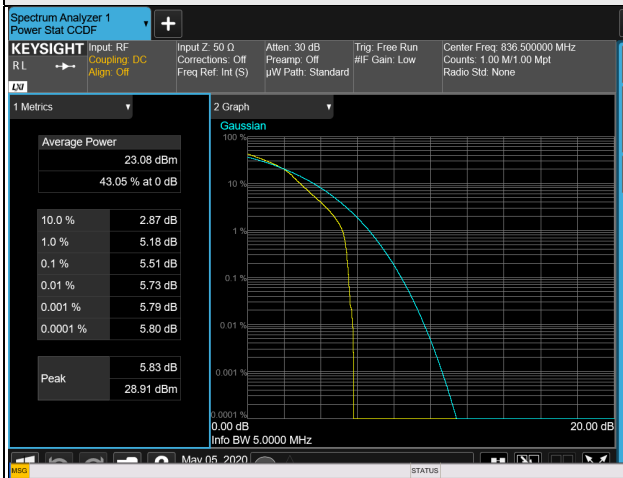 Spectrum Analyzer 1
Power Stat CCDF
KEYSIGHT
RL
LXI
Input: RF
Coupling: DC
Align: Off
Input Z: 50 Ω
Corrections: Off
Freq Ref: Int (S)
Atten: 30 dB
Preamp: Off
µW Path: Standard
Trig: Free Run
#IF Gain: Low
Center Freq: 836.500000 MHz
Counts: 1.00 M/1.00 Mpt
Radio Std: None
1 Metrics
Average Power
23.08 dBm
43.05 % at 0 dB
10.0 % 2.87 dB
1.0 % 5.18 dB
0.1 % 5.51 dB
0.01 % 5.73 dB
0.001 % 5.79 dB
0.0001 % 5.80 dB
Peak
5.83 dB
28.91 dBm
2 Graph
Gaussian
100 %
10 %
1 %
0.1 %
0.01 %
0.001 %
0.0001 %
0.00 dB 20.00 dB
Info BW 5.0000 MHz
May 05, 2020
MSG STATUS